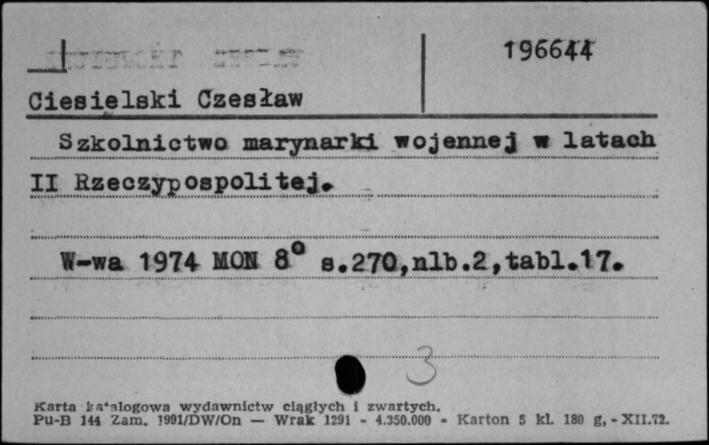 196644
Ciesielski Czesław
Szkolnictwo marynarki wojennej w latach
II Rzeczypospolitej.
W-wa 1974 MON 8° s.270,nlb.2,tabl.17.
3
Karta katalogowa wydawnictw ciągłych i zwartych.
Pu-B 144 Zam. 1991/DW/On — Wrak 1291 - 4.350.000 - Karton 5 kl. 180 g, - XII.72.